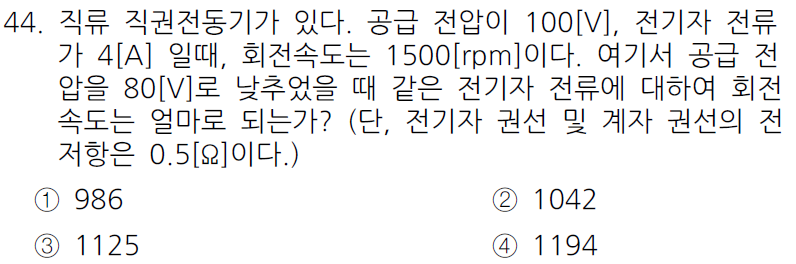 44. 직류 직권전동기가 있다. 공급 전압이 100[V], 전기자 전류
가 4[A] 일때, 회전속도는 1500[rpm]이다. 여기서 공급 전
압을 80[V]로 낮추었을 때 같은 전기자 전류에 대하여 회전
속도는 얼마로 되는가? (단, 전기자 권선 및 계자 권선의 전
저항은 0.5[Ω]이다.)
① 986 ② 1042
③ 1125 ④ 1194